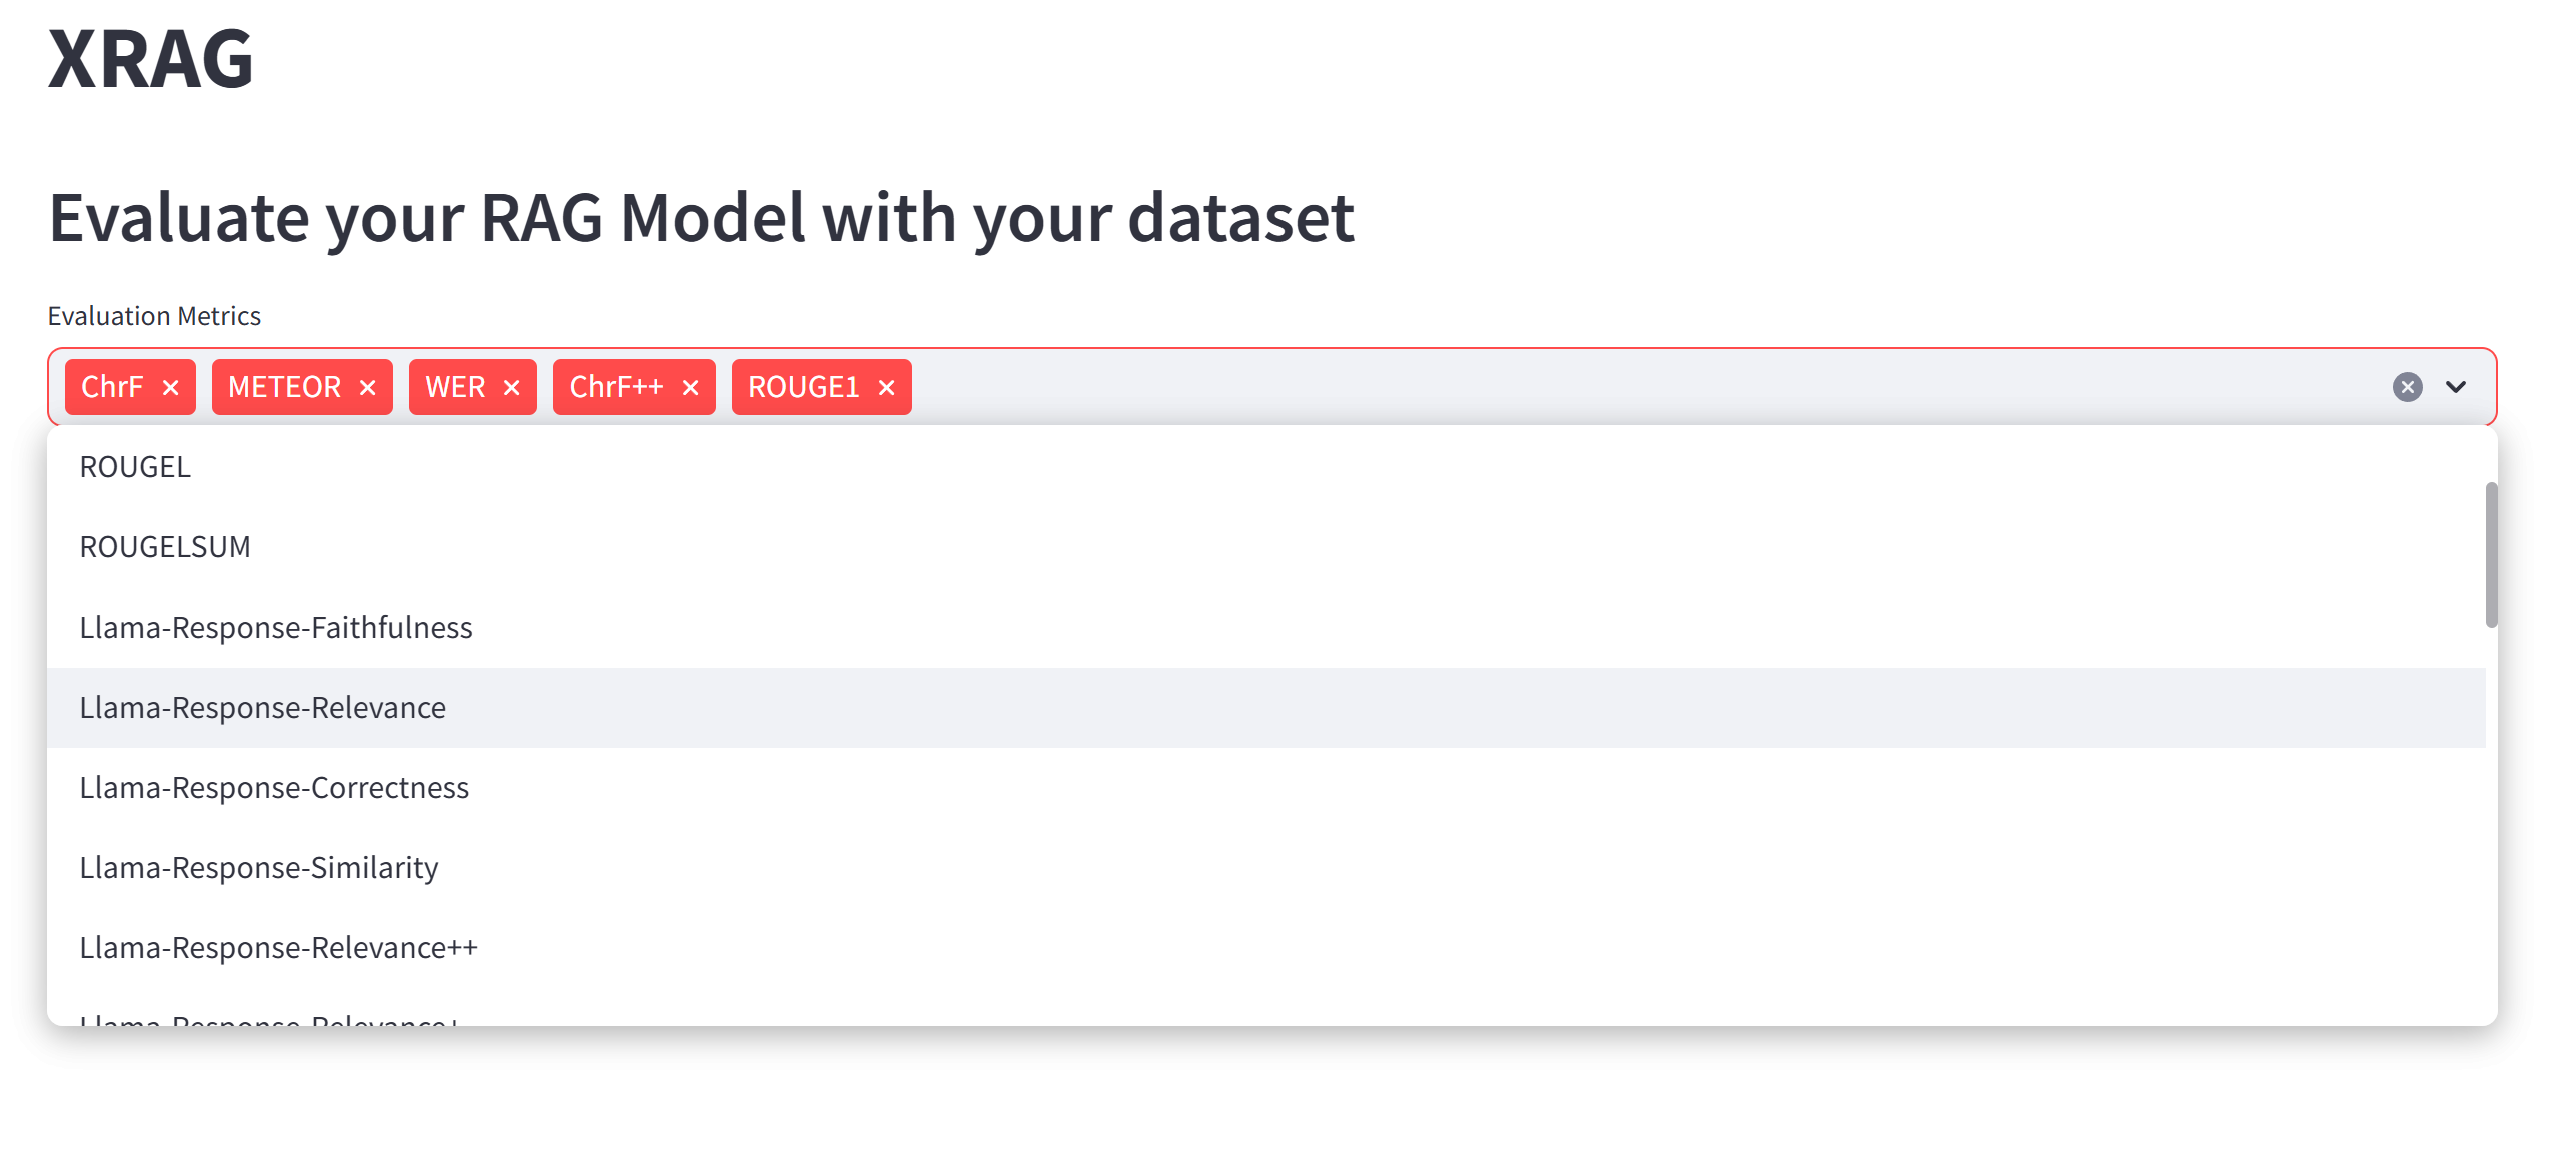 XRAG
Evaluate your RAG Model with your dataset
Evaluation Metrics
ChrF METEOR WER ChrF++ ROUGE1
ROUGEL
ROUGELSUM
Llama-Response-Faithfulness
Llama-Response-Relevance
Llama-Response-Correctness
Llama-Response-Similarity
Llama-Response-Relevance++